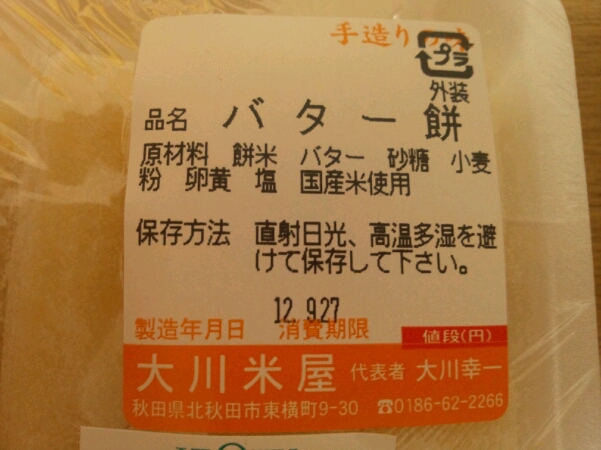 手造り
プラ
外装
品名 バター餅
原材料 餅米 バター 砂糖 小麦
粉 卵黄 塩 国産米使用
保存方法 直射日光、高温多湿を避
けて保存して下さい。
12.9.27
製造年月日 消費期限 値段(円)
大川米屋 代表者 大川幸一
秋田県北秋田市東横町9-30 ☎0186-62-2266